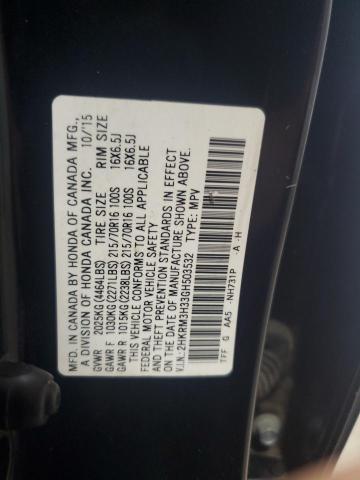 MFD. IN CANADA BY HONDA OF CANADA MFG.,
A DIVISION OF HONDA CANADA INC. 10/15
GVWR 2025KG(4464LBS) TIRE SIZE RIM SIZE
GAWR F 1030KG(2271LBS) 215/70R16 100S 16X6.5J
GAWR R 1015KG(2238LBS) 215/70R16 100S 16X6.5J
THIS VEHICLE CONFORMS TO ALL APPLICABLE
FEDERAL MOTOR VEHICLE SAFETY
AND THEFT PREVENTION STANDARDS IN EFFECT
ON THE DATE OF MANUFACTURE SHOWN ABOVE.
V.I.N.:2HKRM3H33GH503532 TYPE: MPV
TFF G AA5 -NH731P -A -H